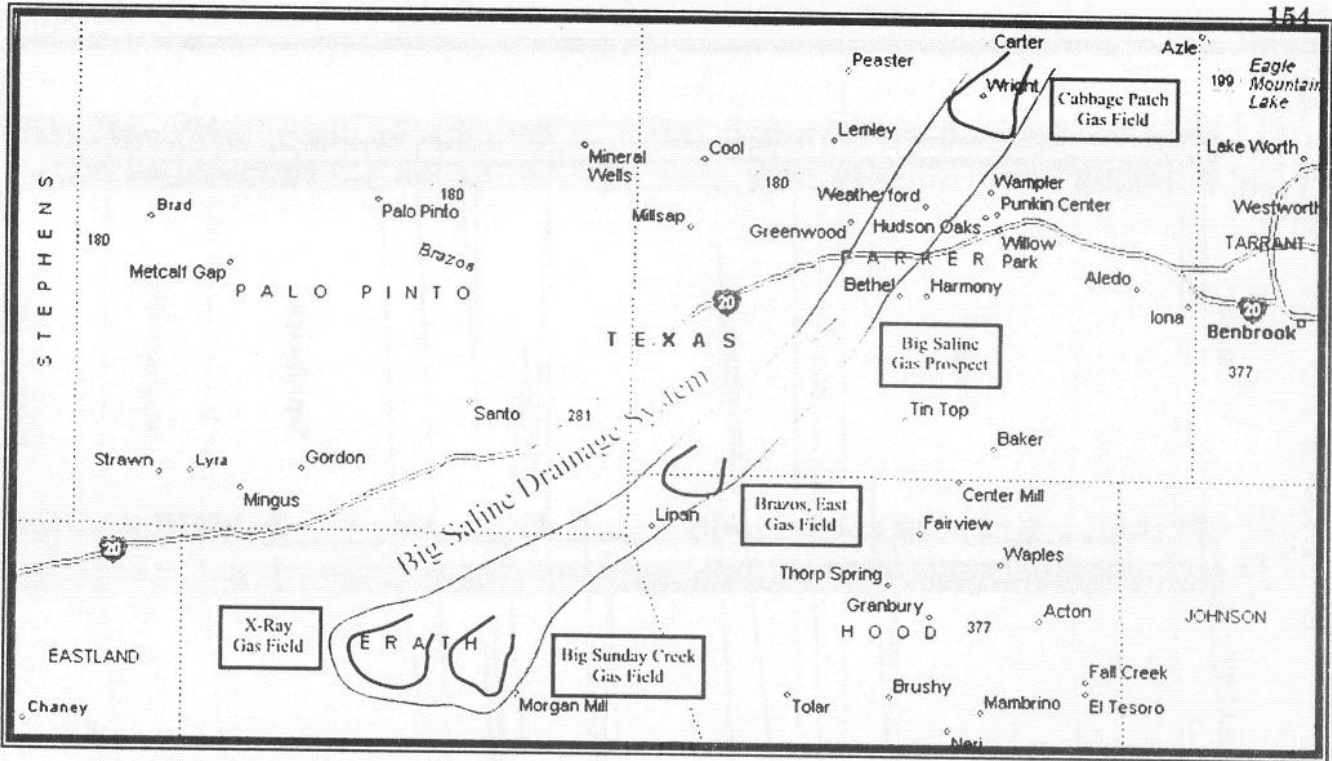 154
Carter
Azle
Peaster
Eagle
Mountain
Lake
199
Wright
Cabbage Patch
Gas Field
Lemley
Mineral
Wells
Cool
Lake Worth
180
Wampler
Brad
Palo Pinto
180
Weatherford
Punkin Center
Westworth
Millsap
Greenwood
Hudson Oaks
STEPHENS
180
Brazos
Willow
Park
TARRANT
Metcalf Gap
PARKER
PALO PINTO
Bethel
Harmony
Aledo
20
Iona
20
Benbrook
TEXAS
Big Saline
Gas Prospect
377
Santo
281
Tin Top
Big Saline Drainage System
Baker
Strawn
Lyra
Gordon
Mingus
Center Mill
Lipan
Brazos, East
Gas Field
Fairview
20
Waples
Thorp Spring
X-Ray
Gas Field
Granbury
Acton
JOHNSON
HOOD
377
ERATH
EASTLAND
Big Sunday Creek
Gas Field
Fall Creek
Brushy
Chaney
Morgan Mill
Tolar
Mambrino
El Tesoro
Neri